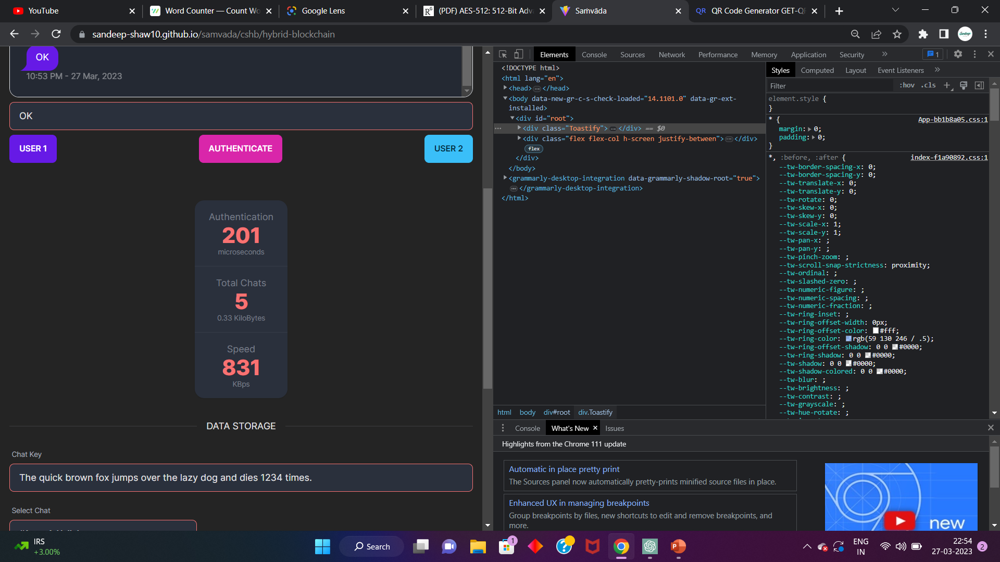 YouTube
Word Counter — Count Wo
Google Lens
(PDF) AES-512: 512-Bit Adva
Saṁvāda
QR QR Code Generator GET-QR
sandeep-shaw10.github.io/samvada/cshb/hybrid-blockchain
OK
10:53 PM - 27 Mar, 2023
OK
USER 1
AUTHENTICATE
USER 2
Authentication
201
microseconds
Total Chats
5
0.33 KiloBytes
Speed
831
KBps
DATA STORAGE
Chat Key
The quick brown fox jumps over the lazy dog and dies 1234 times.
Select Chat
Elements Console Sources Network Performance Memory Application Security » 1
<!DOCTYPE html>
<html lang="en">
<head>…</head>
<body data-new-gr-c-s-check-loaded="14.1101.0" data-gr-ext-
installed>
<div id="root">
<div class="Toastify">…</div> == $0
<div class="flex flex-col h-screen justify-between">…</div>
flex
</div>
</body>
<grammarly-desktop-integration data-grammarly-shadow-root="true">
…</grammarly-desktop-integration>
</html>
html body div#root div.Toastify
Styles Computed Layout Event Listeners »
Filter :hov .cls
element.style {
}
* { App-bb1b8a05.css:1
margin: 0;
padding: 0;
}
*, :before, :after { index-f1a90892.css:1
--tw-border-spacing-x: 0;
--tw-border-spacing-y: 0;
--tw-translate-x: 0;
--tw-translate-y: 0;
--tw-rotate: 0;
--tw-skew-x: 0;
--tw-skew-y: 0;
--tw-scale-x: 1;
--tw-scale-y: 1;
--tw-pan-x: ;
--tw-pan-y: ;
--tw-pinch-zoom: ;
--tw-scroll-snap-strictness: proximity;
--tw-ordinal: ;
--tw-slashed-zero: ;
--tw-numeric-figure: ;
--tw-numeric-spacing: ;
--tw-numeric-fraction: ;
--tw-ring-inset: ;
--tw-ring-offset-width: 0px;
--tw-ring-offset-color: #fff;
--tw-ring-color: rgb(59 130 246 / .5);
--tw-ring-offset-shadow: 0 0 #0000;
--tw-ring-shadow: 0 0 #0000;
--tw-shadow: 0 0 #0000;
--tw-shadow-colored: 0 0 #0000;
--tw-blur: ;
--tw-brightness: ;
--tw-contrast: ;
--tw-grayscale: ;
--tw-hue-rotate: ;
Console What's New Issues
Highlights from the Chrome 111 update
Automatic in place pretty print
The Sources panel now automatically pretty-prints minified source files in place.
Enhanced UX in managing breakpoints
Group breakpoints by files, new shortcuts to edit and remove breakpoints, and
more.
new
IRS
+3.00%
Search
1
ENG
IN
22:54
27-03-2023
2